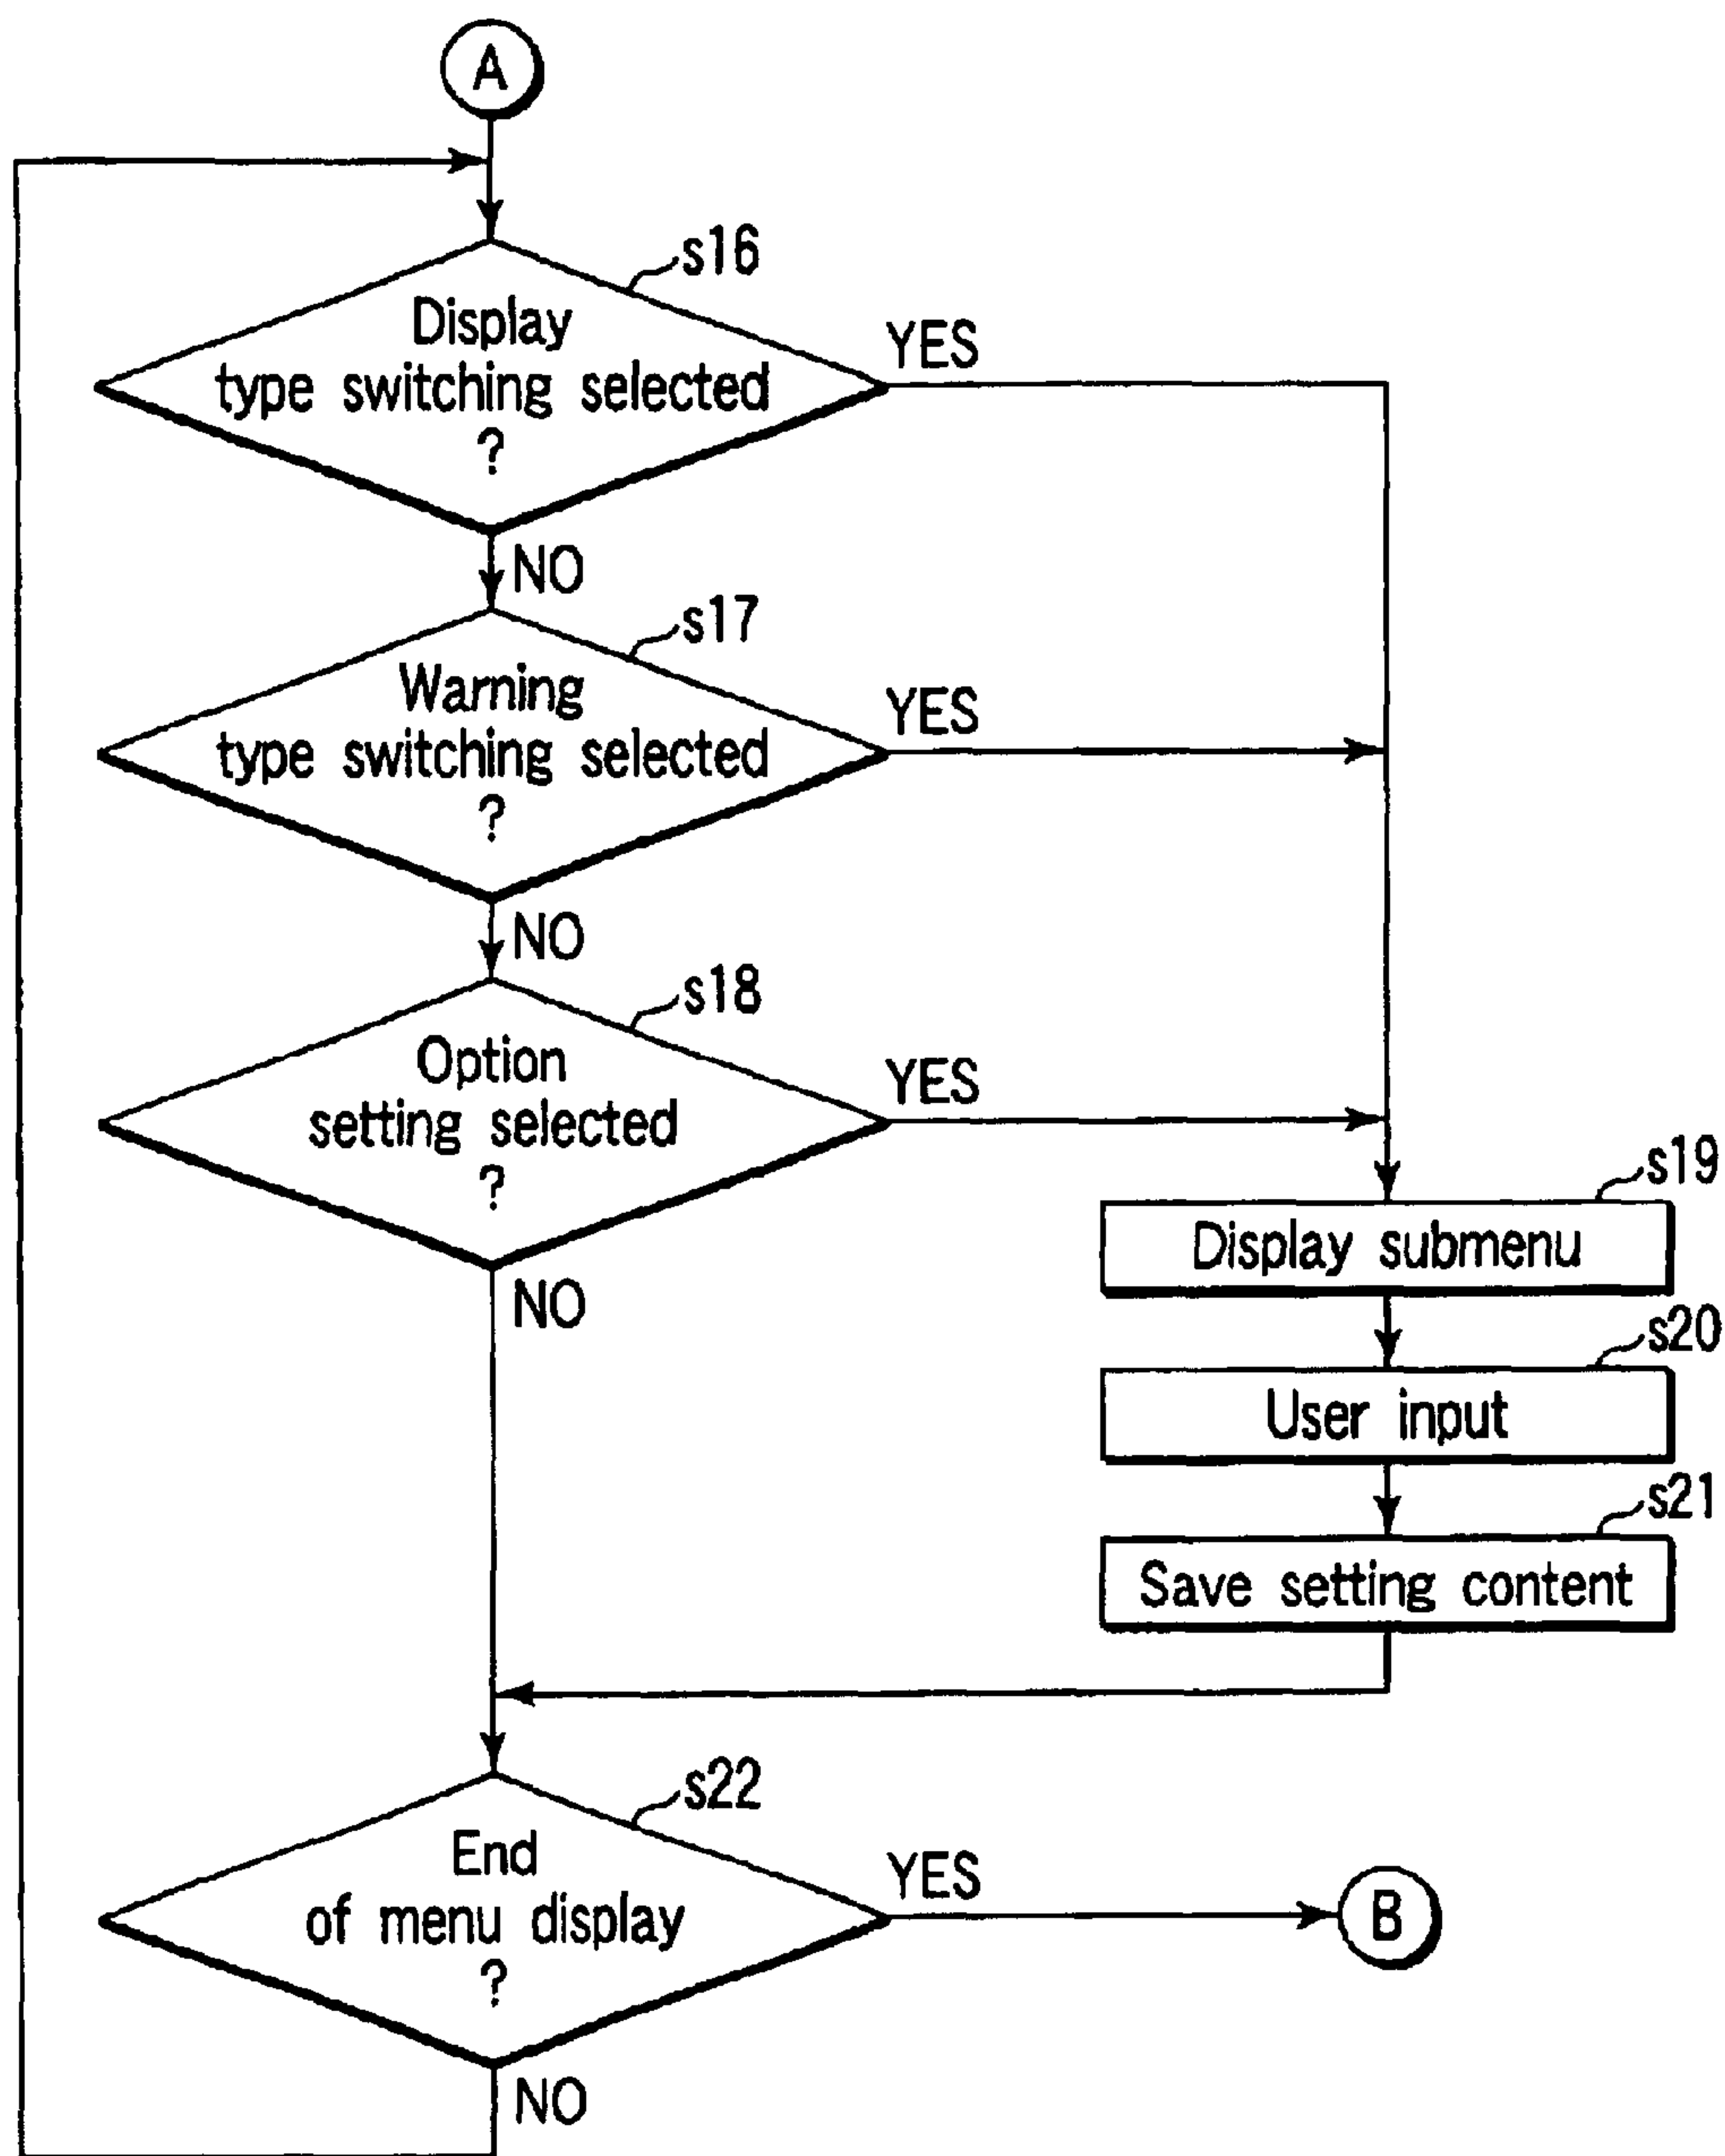 A
s16
Display
type switching selected
?
YES
NO
s17
Warning
type switching selected
?
YES
NO
s18
Option
setting selected
?
YES
NO
s19
Display submenu
s20
User input
s21
Save setting content
s22
End
of menu display
?
YES
B
NO